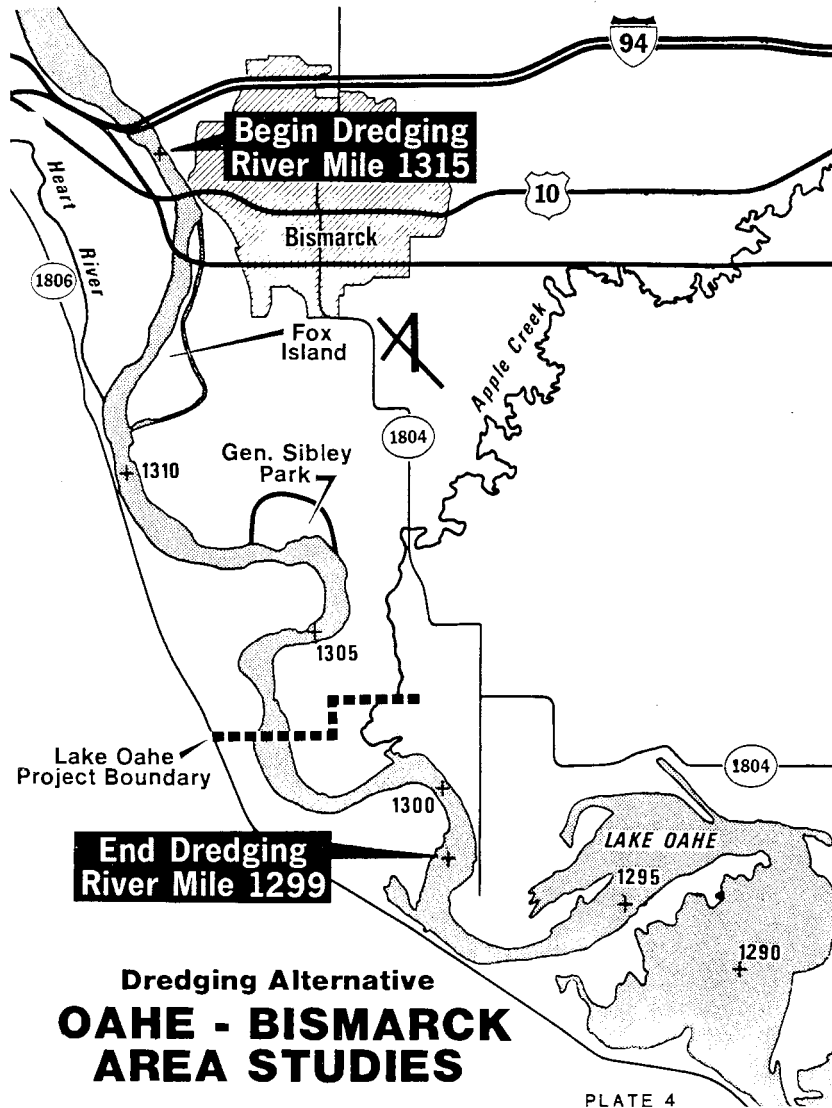 94
Begin Dredging
River Mile 1315
10
Heart
River
Bismarck
1806
Fox
Island
Apple Creek
1804
Gen. Sibley
Park
1310
1305
Lake Oahe
Project Boundary
1804
1300
End Dredging
River Mile 1299
LAKE OAHE
1295
1290
Dredging Alternative
OAHE - BISMARCK
AREA STUDIES
PLATE 4